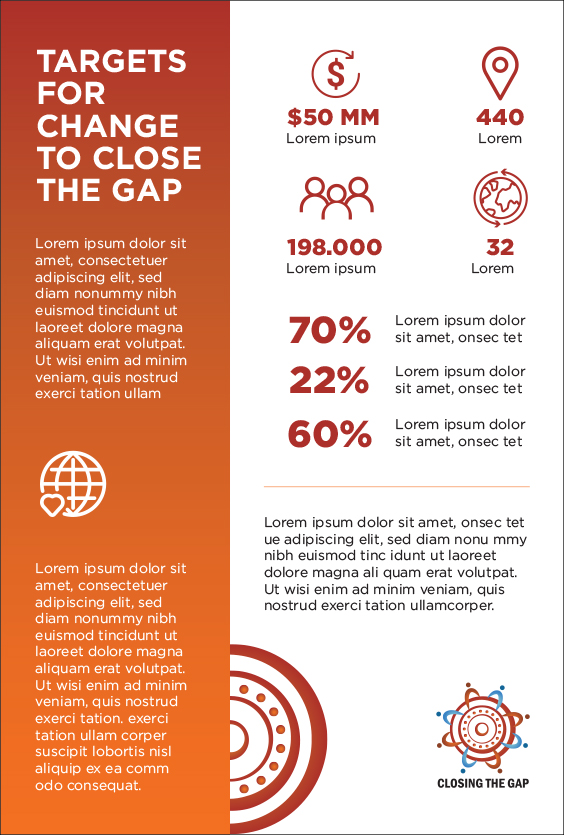 TARGETS
FOR
CHANGE
TO CLOSE
THE GAP
Lorem ipsum dolor sit
amet, consectetuer
adipiscing elit, sed
diam nonummy nibh
euismod tincidunt ut
laoreet dolore magna
aliquam erat volutpat.
Ut wisi enim ad minim
veniam, quis nostrud
exerci tation ullam
Lorem ipsum dolor sit
amet, consectetuer
adipiscing elit, sed
diam nonummy nibh
euismod tincidunt ut
laoreet dolore magna
aliquam erat volutpat.
Ut wisi enim ad minim
veniam, quis nostrud
exerci tation. exerci
tation ullam corper
suscipit lobortis nisl
aliquip ex ea comm
odo consequat.
$
$50 MM
Lorem ipsum
440
Lorem
198.000
Lorem ipsum
32
Lorem
70%
Lorem ipsum dolor
sit amet, onsec tet
22%
Lorem ipsum dolor
sit amet, onsec tet
60%
Lorem ipsum dolor
sit amet, onsec tet
Lorem ipsum dolor sit amet, onsec tet
ue adipiscing elit, sed diam nonu mmy
nibh euismod tinc idunt ut laoreet
dolore magna ali quam erat volutpat.
Ut wisi enim ad minim veniam, quis
nostrud exerci tation ullamcorper.
CLOSING THE GAP